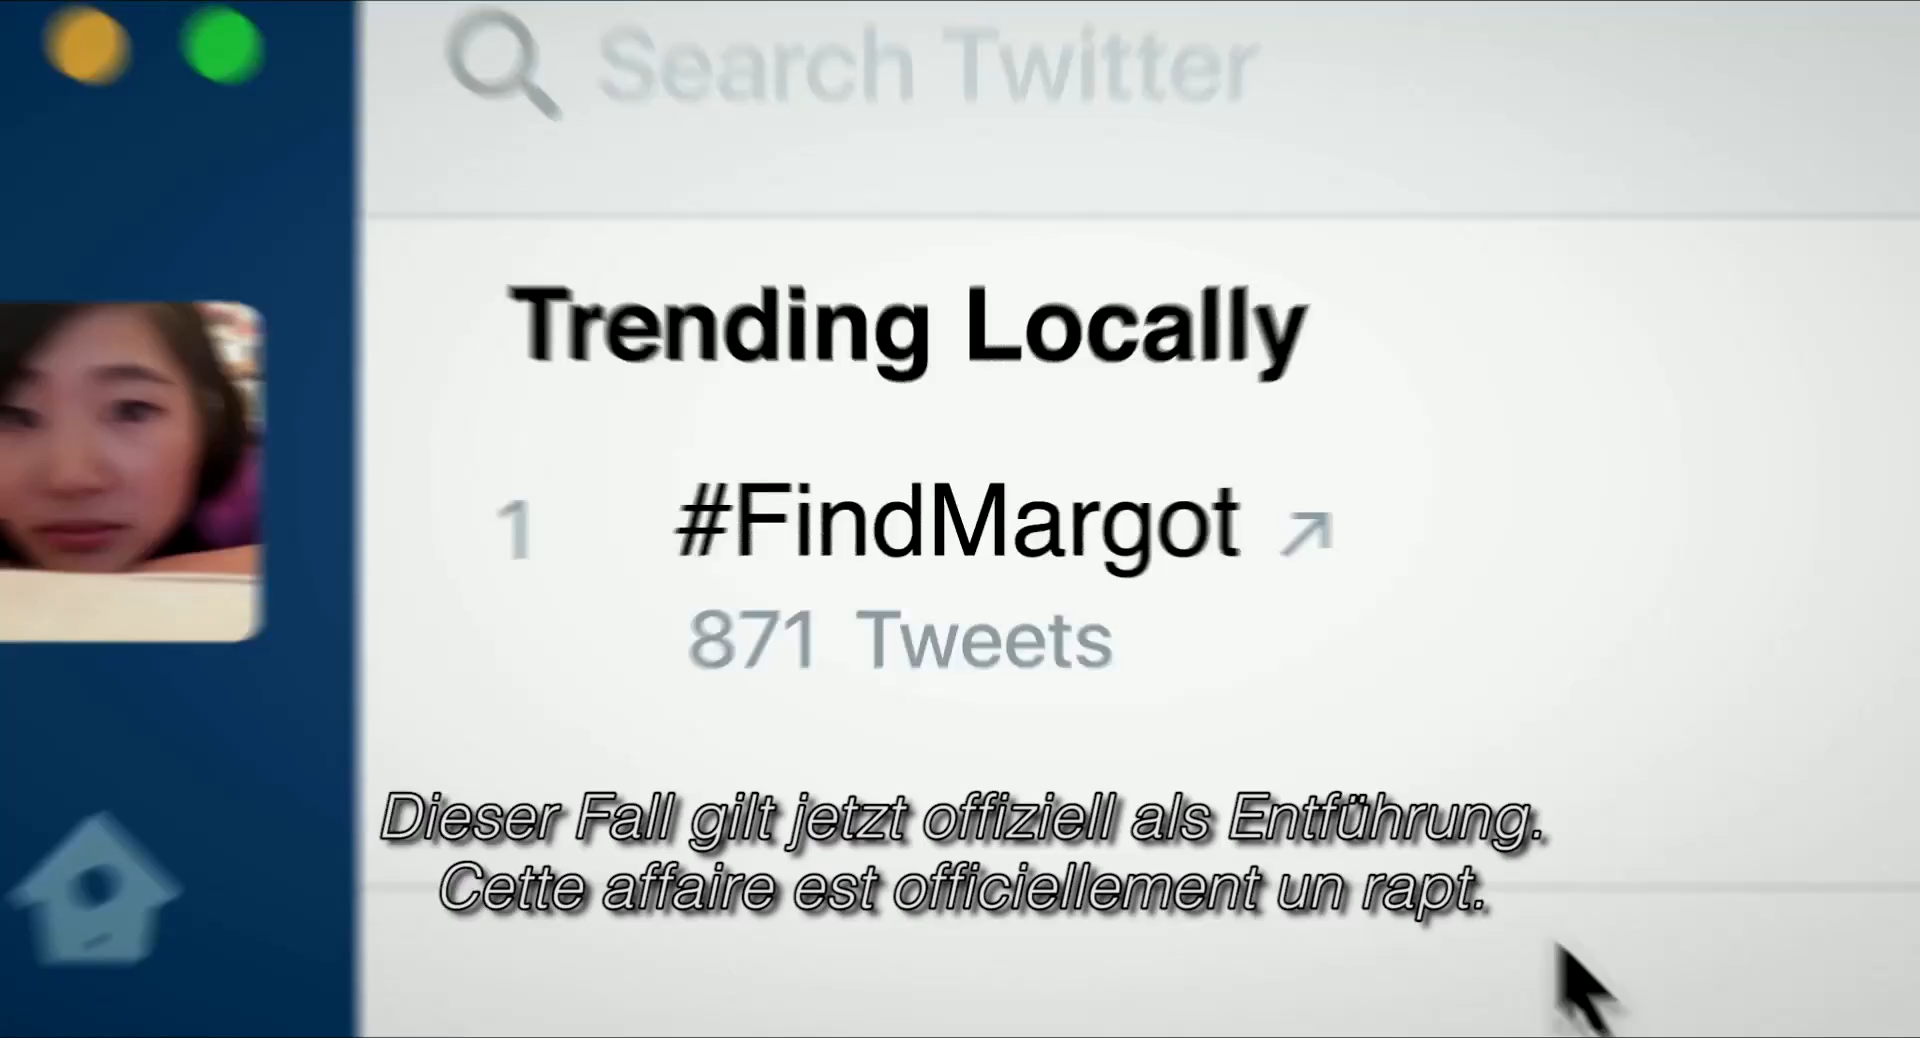 Search Twitter
Trending Locally
1 #FindMargot
871 Tweets
Dieser Fall gilt jetzt offiziell als Entführung.
Cette affaire est officiellement un rapt.